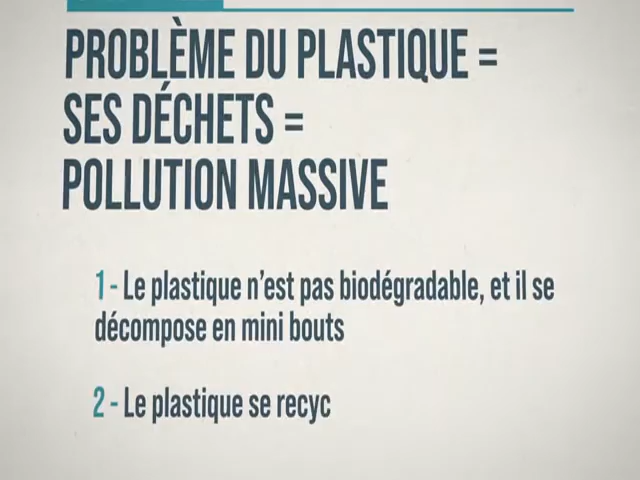 PROBLÈME DU PLASTIQUE =
SES DÉCHETS =
POLLUTION MASSIVE
1 - Le plastique n'est pas biodégradable, et il se
décompose en mini bouts
2 - Le plastique se recyc